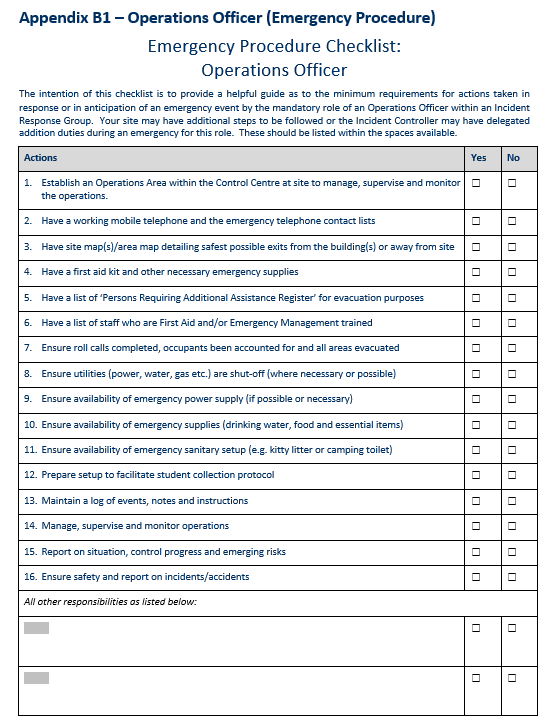 Appendix B1 – Operations Officer (Emergency Procedure)
Emergency Procedure Checklist:
Operations Officer
The intention of this checklist is to provide a helpful guide as to the minimum requirements for actions taken in
response or in anticipation of an emergency event by the mandatory role of an Operations Officer within an Incident
Response Group. Your site may have additional steps to be followed or the Incident Controller may have delegated
addition duties during an emergency for this role. These should be listed within the spaces available.
Actions Yes No
1. Establish an Operations Area within the Control Centre at site to manage, supervise and monitor
the operations. ☐ ☐
2. Have a working mobile telephone and the emergency telephone contact lists ☐ ☐
3. Have site map(s)/area map detailing safest possible exits from the building(s) or away from site ☐ ☐
4. Have a first aid kit and other necessary emergency supplies ☐ ☐
5. Have a list of ‘Persons Requiring Additional Assistance Register’ for evacuation purposes ☐ ☐
6. Have a list of staff who are First Aid and/or Emergency Management trained ☐ ☐
7. Ensure roll calls completed, occupants been accounted for and all areas evacuated ☐ ☐
8. Ensure utilities (power, water, gas etc.) are shut-off (where necessary or possible) ☐ ☐
9. Ensure availability of emergency power supply (if possible or necessary) ☐ ☐
10. Ensure availability of emergency supplies (drinking water, food and essential items) ☐ ☐
11. Ensure availability of emergency sanitary setup (e.g. kitty litter or camping toilet) ☐ ☐
12. Prepare setup to facilitate student collection protocol ☐ ☐
13. Maintain a log of events, notes and instructions ☐ ☐
14. Manage, supervise and monitor operations ☐ ☐
15. Report on situation, control progress and emerging risks ☐ ☐
16. Ensure safety and report on incidents/accidents ☐ ☐
All other responsibilities as listed below:
☐ ☐
☐ ☐